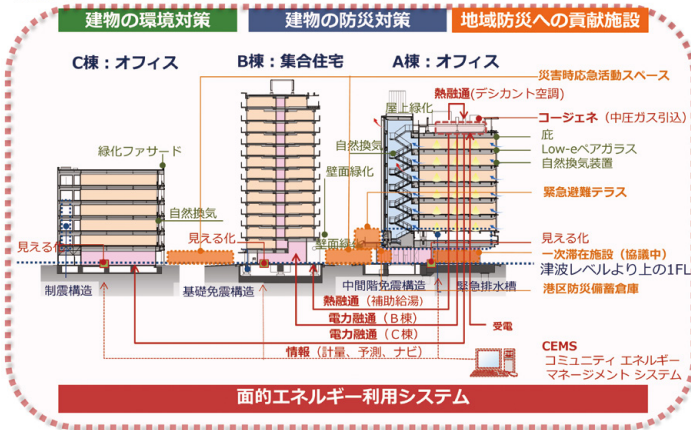 建物の環境対策
建物の防災対策
地域防災への貢献施設
C棟：オフィス
B棟：集合住宅
A棟：オフィス
災害時応急活動スペース
熱融通(デシカント空調)
屋上緑化
コージェネ（中圧ガス引込）
庇
Low-eペアガラス
自然換気装置
自然換気
緑化ファサード
壁面緑化
緊急避難テラス
自然換気
見える化
見える化
壁面緑化
見える化
一次滞在施設（協議中）
津波レベルより上の1FL
制震構造
基礎免震構造
中間階免震構造
緊急排水槽
港区防災備蓄倉庫
熱融通（補助給湯）
電力融通（B棟）
電力融通（C棟）
受電
情報（計量、予測、ナビ）
CEMS
コミュニティ エネルギー
マネージメント システム
面的エネルギー利用システム